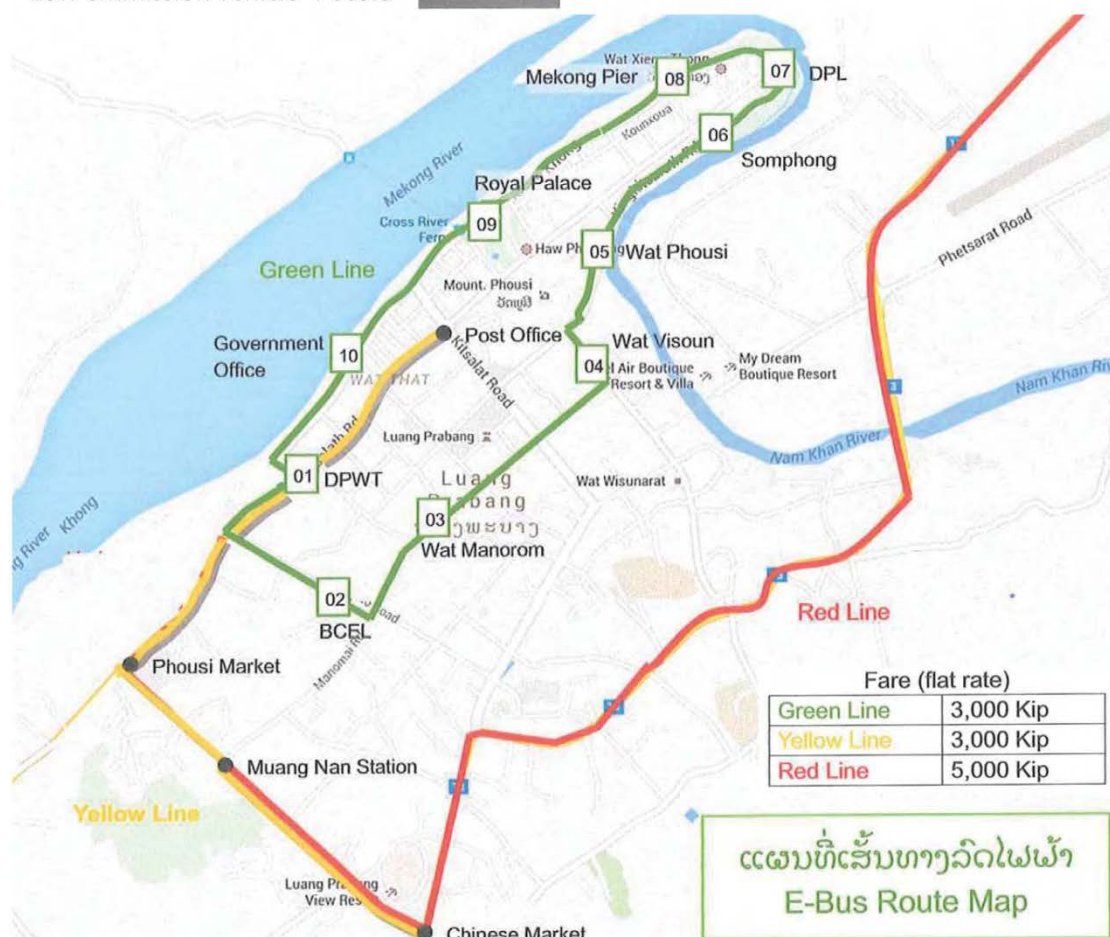 Mekong Pier
08
07
DPL
06
Somphong
Kounxoua
Mekong River
Royal Palace
09
Cross River
05
Wat Phousi
Green Line
Mount. Phousi
Phetsarat Road
Post Office
Government
Office
10
Kitsalat Road
04
Wat Visoun
Resort & Villa
My Dream
Boutique Resort
3
Nam Khan River
Luang Prabang
01
DPWT
Luang
Wat Wisunarat
03
Wat Manorom
Khong
02
BCEL
Red Line
Phousi Market
Fare (flat rate)
Green Line 3,000 Kip
Yellow Line 3,000 Kip
Red Line 5,000 Kip
Muang Nan Station
Yellow Line
ແຜນທີ່ເສັ້ນທາງລົດໄຟຟ້າ
E-Bus Route Map
Chinese Market